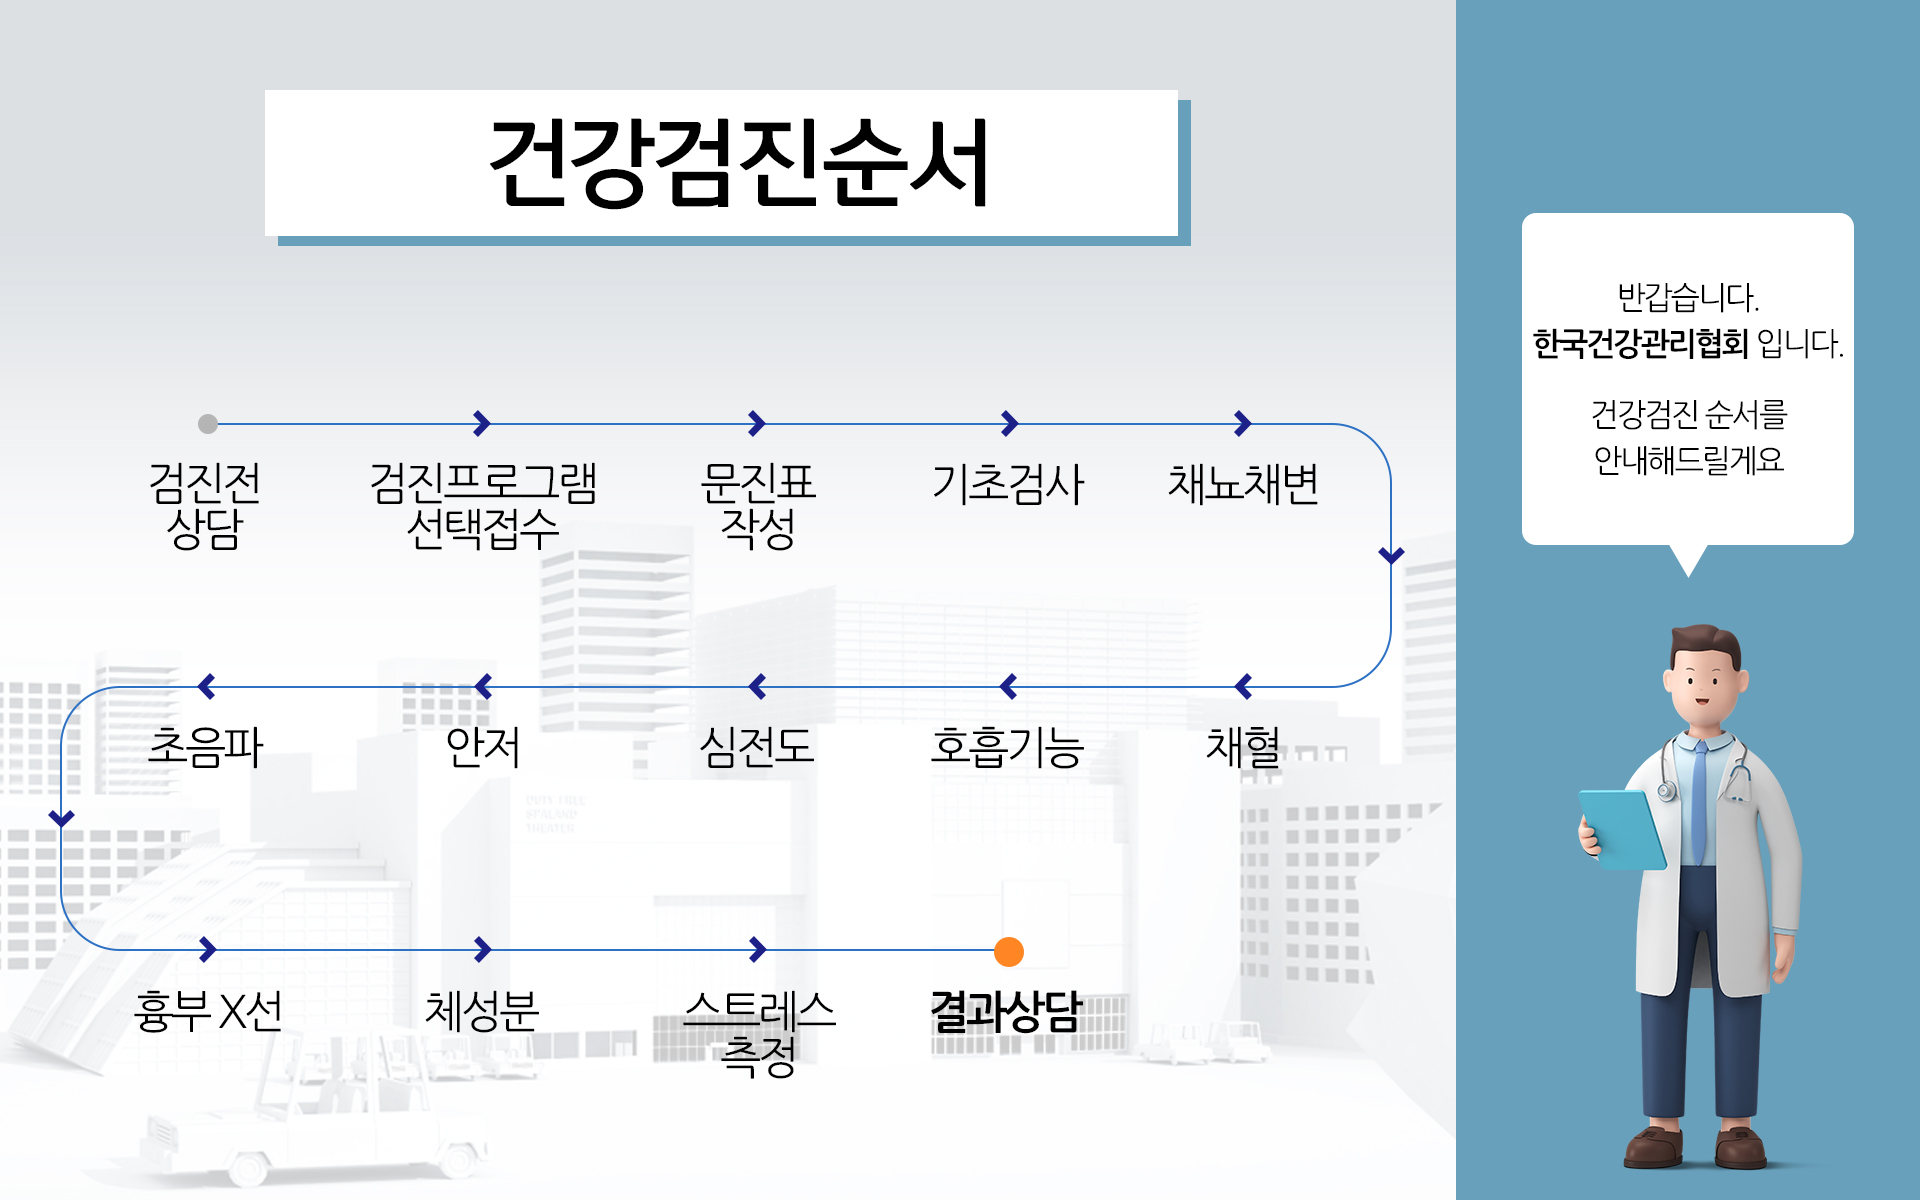 건강검진순서
반갑습니다.
한국건강관리협회 입니다.
건강검진 순서를
안내해드릴게요
검진전
상담
검진프로그램
선택접수
문진표
작성
기초검사
채뇨채변
채혈
호흡기능
심전도
안저
초음파
흉부 X선
체성분
스트레스
측정
결과상담
DUTY FREE
THEATER